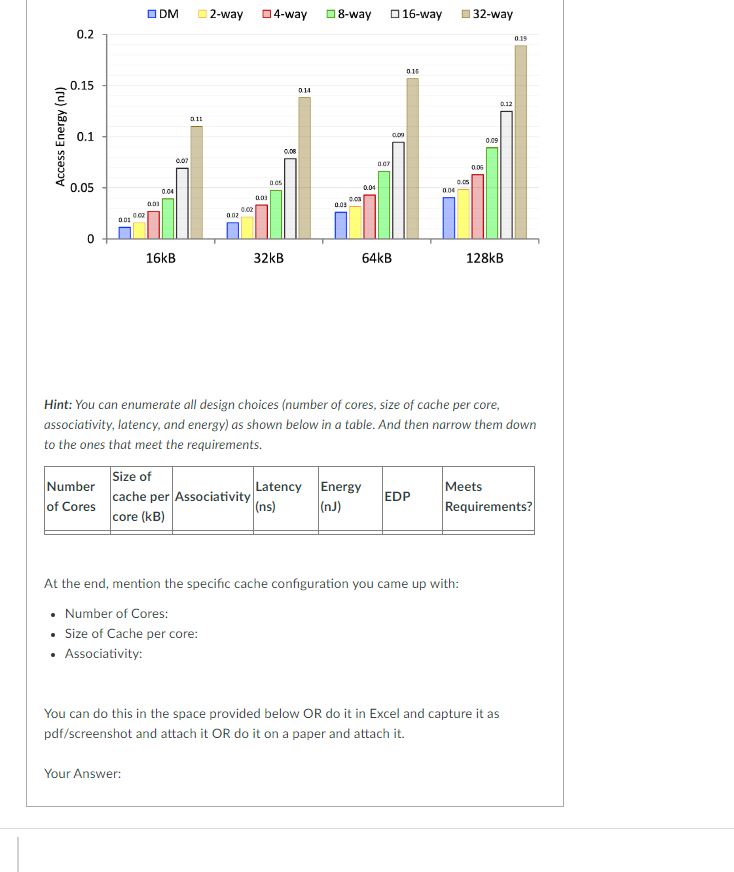 DM 2-way 4-way 8-way 16-way 32-way
Access Energy (nJ)
0.2
0.15
0.1
0.05
0
0.01 0.02 0.03 0.04 0.07 0.11
0.02 0.02 0.03 0.05 0.08 0.14
0.03 0.03 0.04 0.07 0.09 0.16
0.04 0.05 0.06 0.09 0.12 0.19
16kB 32kB 64kB 128kB
Hint: You can enumerate all design choices (number of cores, size of cache per core,
associativity, latency, and energy) as shown below in a table. And then narrow them down
to the ones that meet the requirements.
Number of Cores
Size of cache per core (kB)
Associativity
Latency (ns)
Energy (nJ)
EDP
Meets Requirements?
At the end, mention the specific cache configuration you came up with:
• Number of Cores:
• Size of Cache per core:
• Associativity:
You can do this in the space provided below OR do it in Excel and capture it as
pdf/screenshot and attach it OR do it on a paper and attach it.
Your Answer: